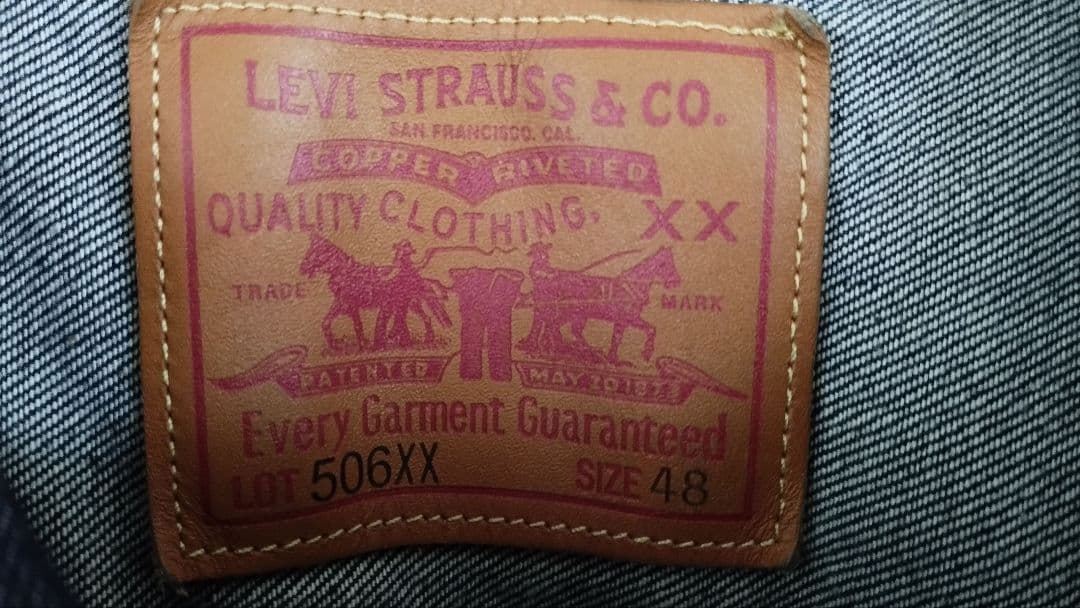 LEVI STRAUSS & CO.
SAN FRANCISCO. CAL.
COPPER RIVETED
QUALITY CLOTHING. XX
TRADE MARK
PATENTED MAY 20 1873
Every Garment Guaranteed
LOT 506XX SIZE 48